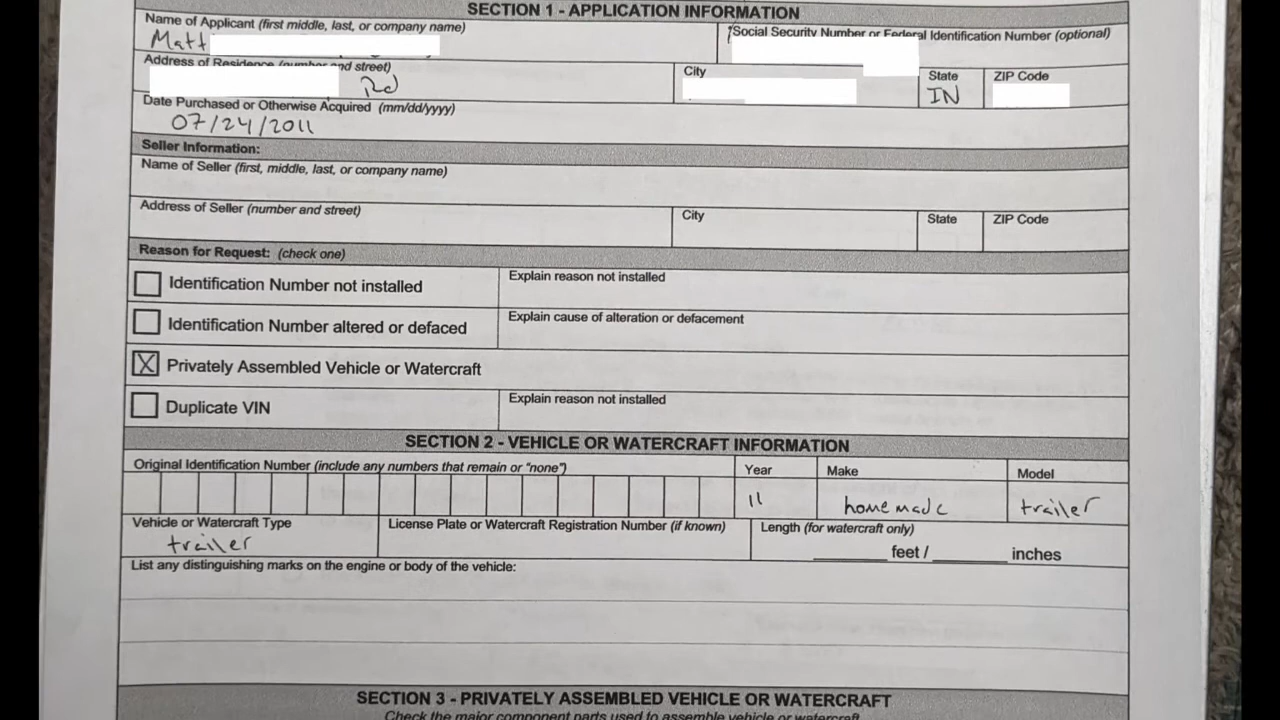 SECTION 1 - APPLICATION INFORMATION
Name of Applicant (first middle, last, or company name)
Social Security Number or Federal Identification Number (optional)
Matt
Address of Residence (number and street)
City
State
ZIP Code
Rd
IN
Date Purchased or Otherwise Acquired (mm/dd/yyyy)
07/24/2011
Seller Information:
Name of Seller (first, middle, last, or company name)
Address of Seller (number and street)
City
State
ZIP Code
Reason for Request: (check one)
Identification Number not installed
Explain reason not installed
Identification Number altered or defaced
Explain cause of alteration or defacement
X Privately Assembled Vehicle or Watercraft
Duplicate VIN
Explain reason not installed
SECTION 2 - VEHICLE OR WATERCRAFT INFORMATION
Original Identification Number (include any numbers that remain or "none")
Year
Make
Model
11
homemade
trailer
Vehicle or Watercraft Type
License Plate or Watercraft Registration Number (if known)
Length (for watercraft only)
trailer
feet / inches
List any distinguishing marks on the engine or body of the vehicle:
SECTION 3 - PRIVATELY ASSEMBLED VEHICLE OR WATERCRAFT
Check the major component parts used to assemble vehicle or watercraft